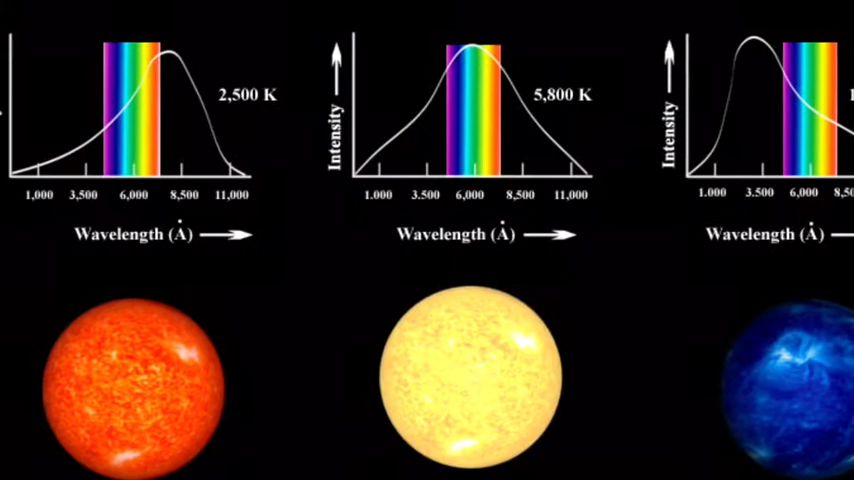 2,500 K
1,000 3,500 6,000 8,500 11,000
Wavelength (Å)
Intensity
5,800 K
1.000 3.500 6,000 8,500 11,000
Wavelength (Å)
Intensity
1.000 3.500 6,000
Wavelength (Å)